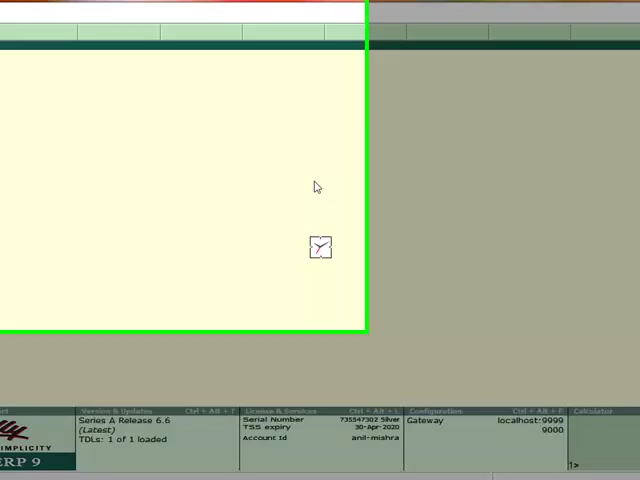 Version & Updates Ctrl + Alt + T
License & Services Ctrl + Alt + L
Configuration Ctrl + Alt + F
Calculator
Series A Release 6.6
(Latest)
TDLs: 1 of 1 loaded
Serial Number 735547302 Silver
TSS expiry 30-Apr-2020
Account Id anil-mishra
Gateway localhost:9999
9000
IMPLICITY
ERP 9
1>